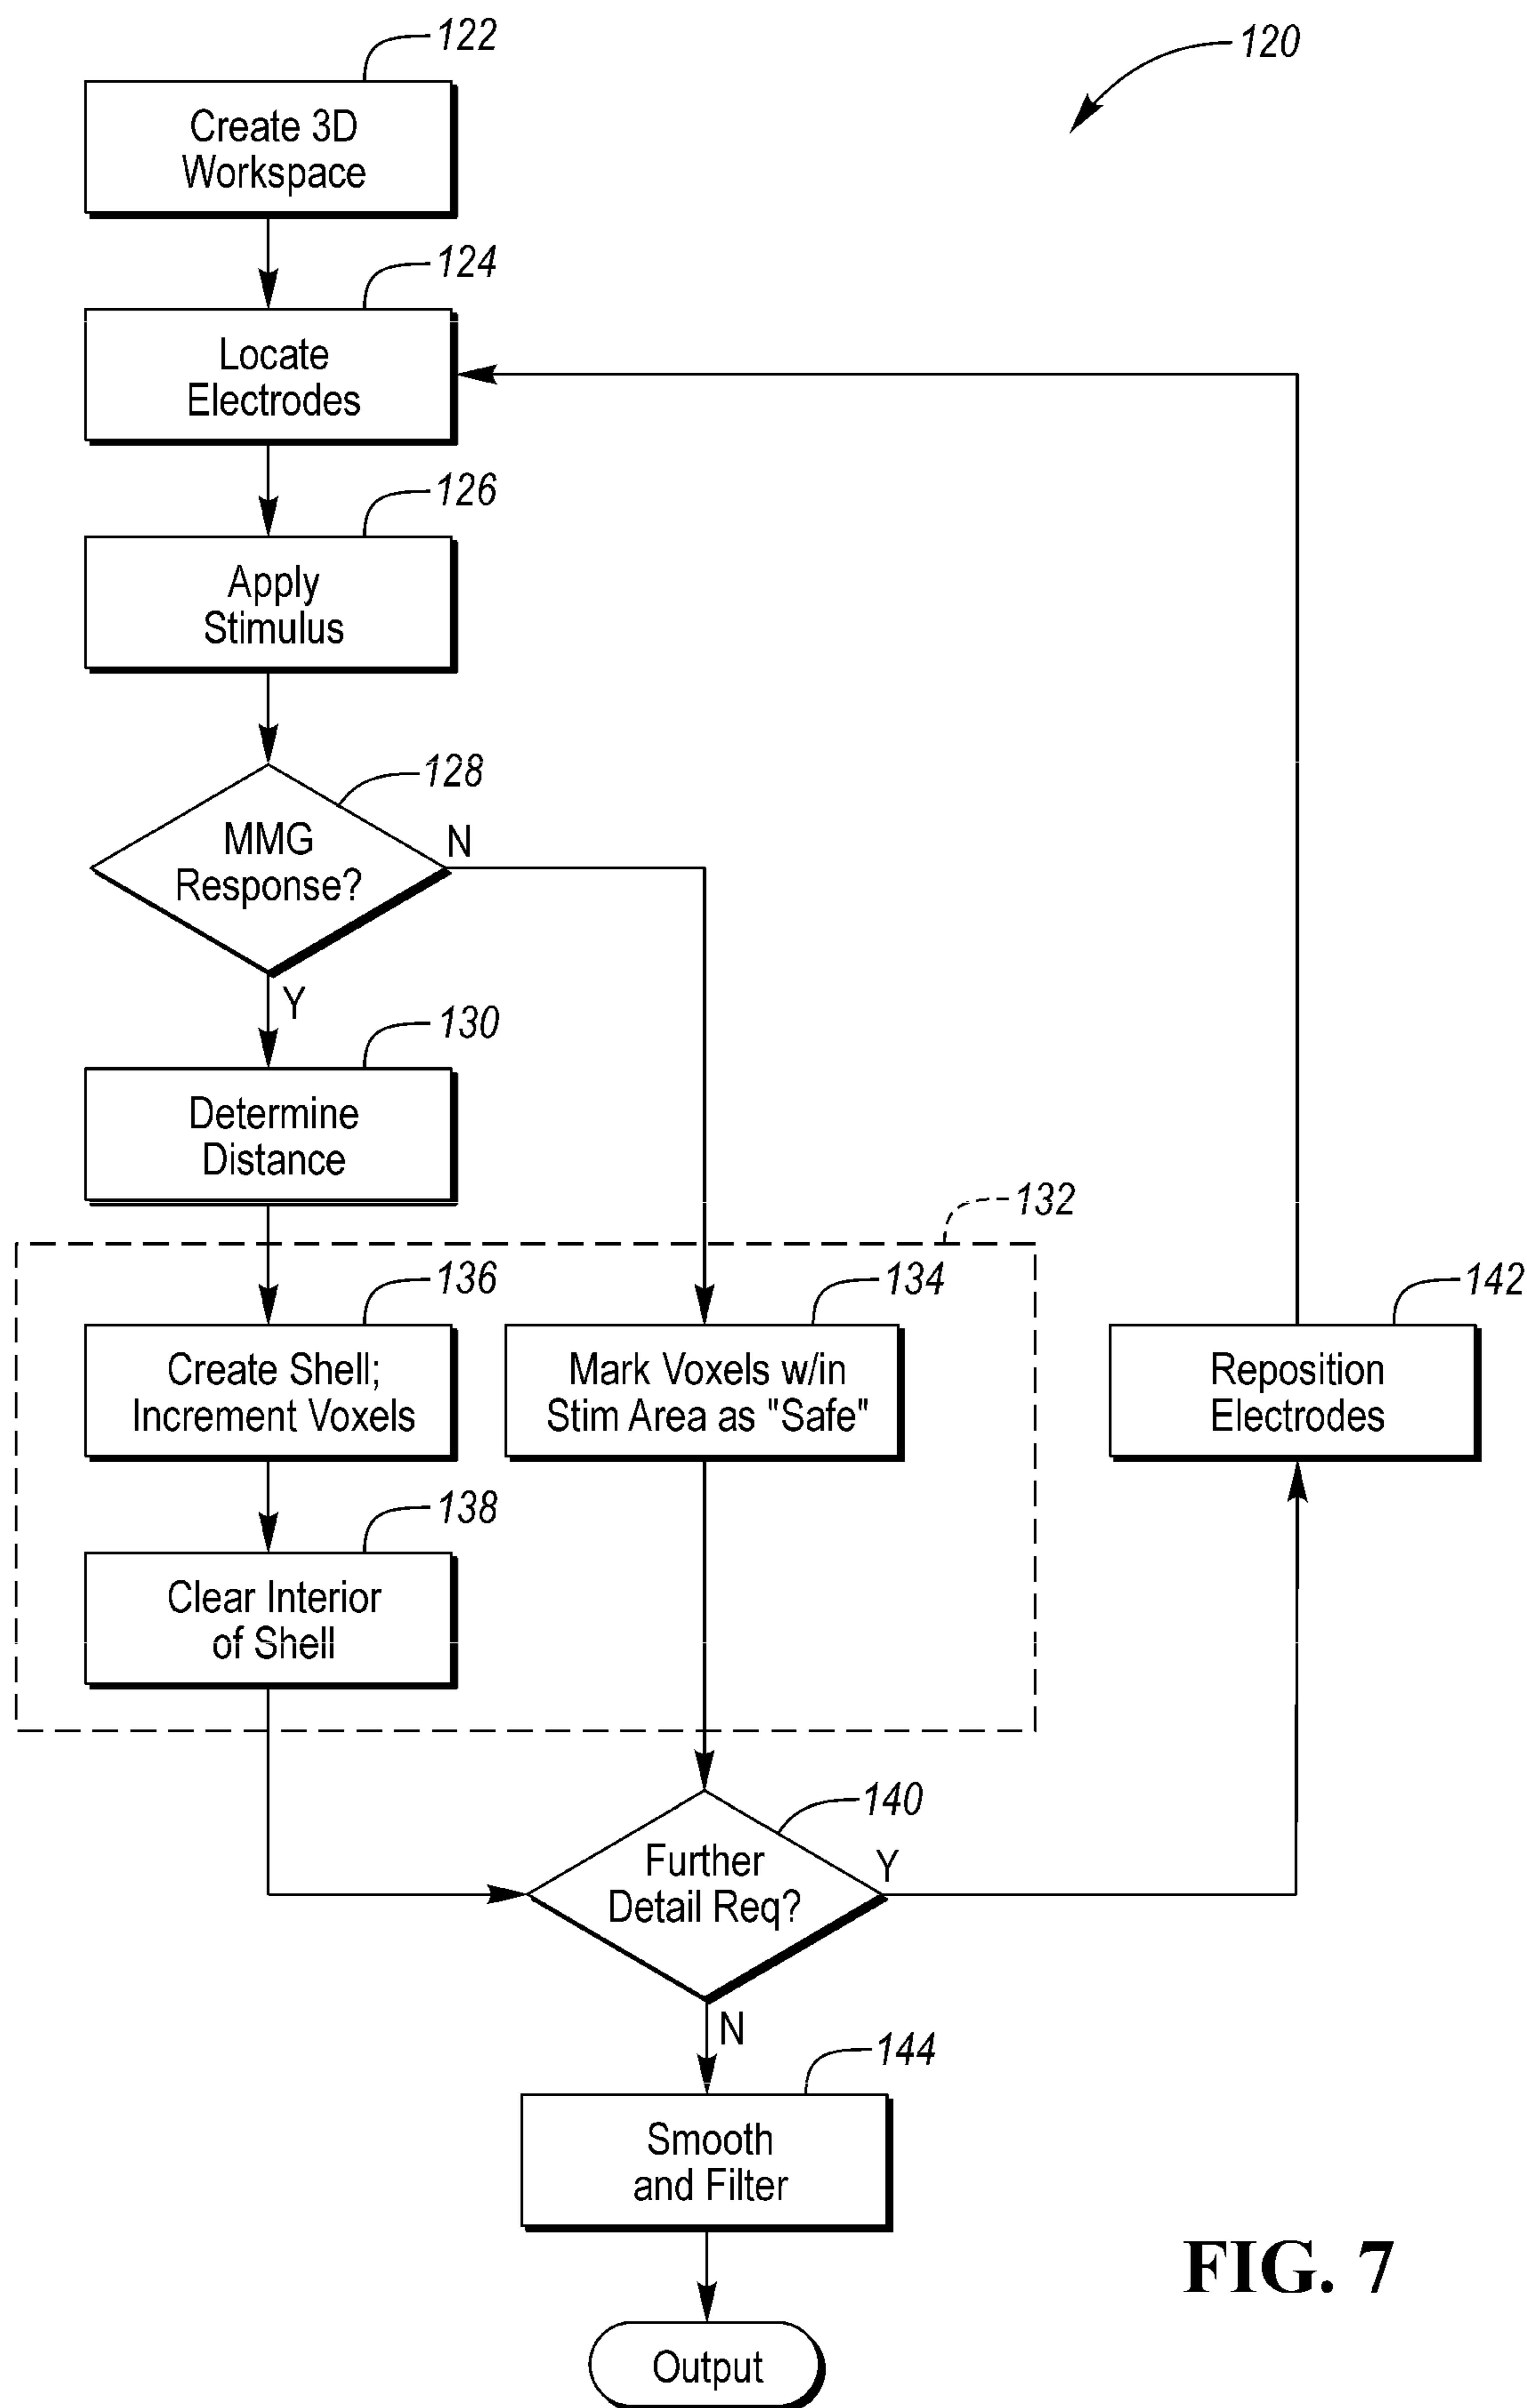 122
120
Create 3D
Workspace
124
Locate
Electrodes
126
Apply
Stimulus
128
MMG
Response?
N
Y
130
Determine
Distance
132
136
134
142
Create Shell;
Increment Voxels
Mark Voxels w/in
Stim Area as "Safe"
Reposition
Electrodes
138
Clear Interior
of Shell
140
Further
Detail Req?
Y
N
144
Smooth
and Filter
FIG. 7
Output